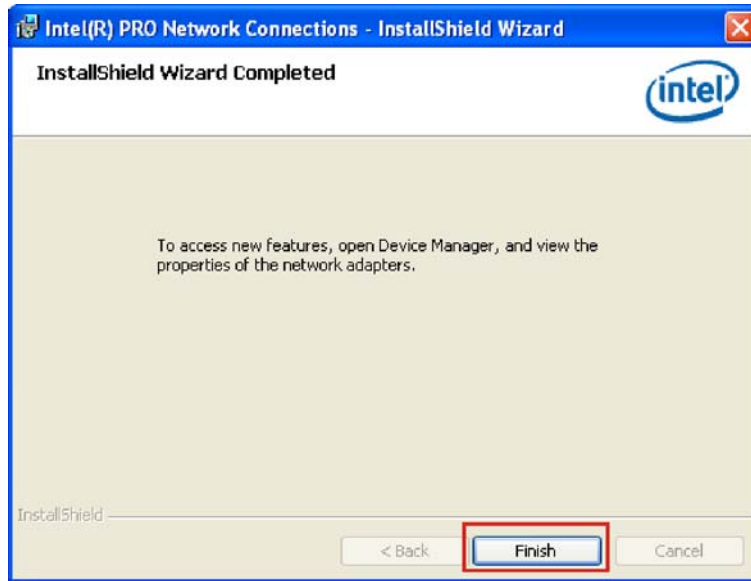 Intel(R) PRO Network Connections - InstallShield Wizard
InstallShield Wizard Completed
intel
To access new features, open Device Manager, and view the
properties of the network adapters.
InstallShield
< Back
Finish
Cancel